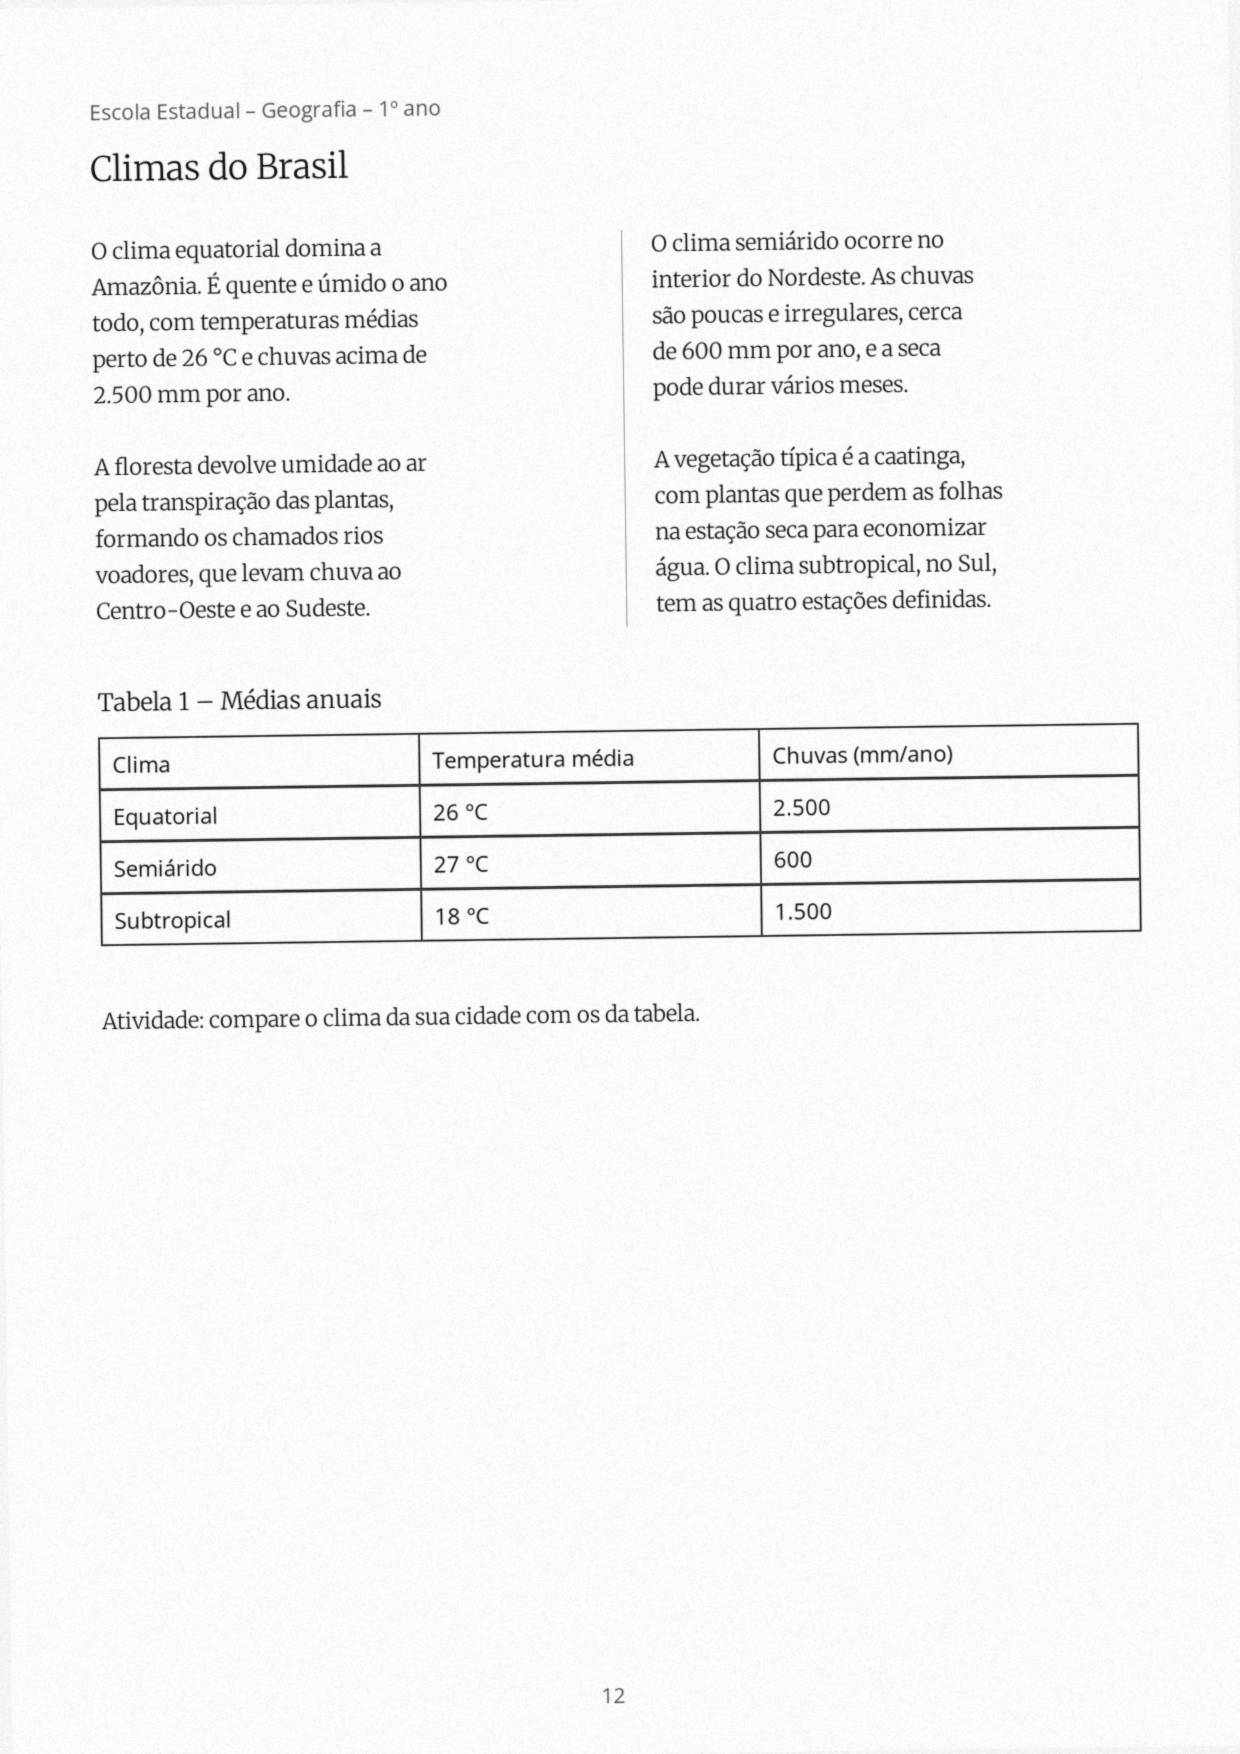 Escola Estadual – Geografia – 1º ano
Climas do Brasil
O clima equatorial domina a
Amazônia. É quente e úmido o ano
todo, com temperaturas médias
perto de 26 °C e chuvas acima de
2.500 mm por ano.
A floresta devolve umidade ao ar
pela transpiração das plantas,
formando os chamados rios
voadores, que levam chuva ao
Centro-Oeste e ao Sudeste.
O clima semiárido ocorre no
interior do Nordeste. As chuvas
são poucas e irregulares, cerca
de 600 mm por ano, e a seca
pode durar vários meses.
A vegetação típica é a caatinga,
com plantas que perdem as folhas
na estação seca para economizar
água. O clima subtropical, no Sul,
tem as quatro estações definidas.
Tabela 1 – Médias anuais
Clima Temperatura média Chuvas (mm/ano)
Equatorial 26 °C 2.500
Semiárido 27 °C 600
Subtropical 18 °C 1.500
Atividade: compare o clima da sua cidade com os da tabela.
12